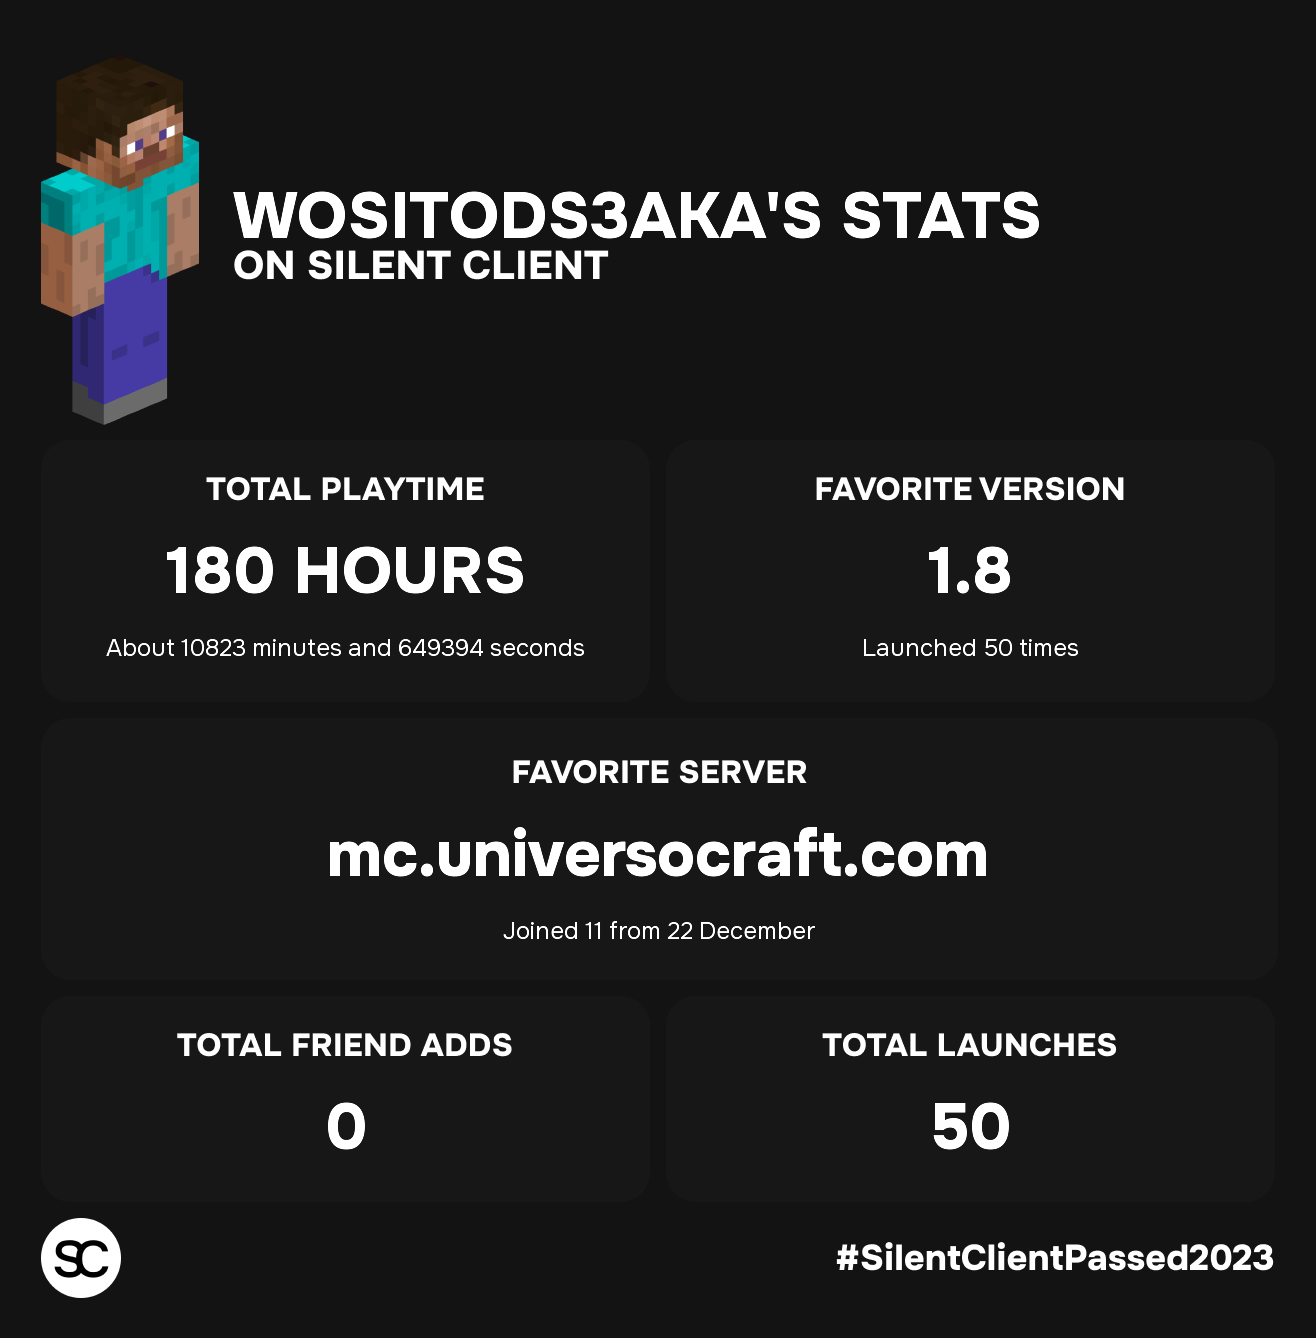 WOSITODS3AKA'S STATS
ON SILENT CLIENT
TOTAL PLAYTIME
180 HOURS
About 10823 minutes and 649394 seconds
FAVORITE VERSION
1.8
Launched 50 times
FAVORITE SERVER
mc.universocraft.com
Joined 11 from 22 December
TOTAL FRIEND ADDS
0
TOTAL LAUNCHES
50
SC
#SilentClientPassed2023